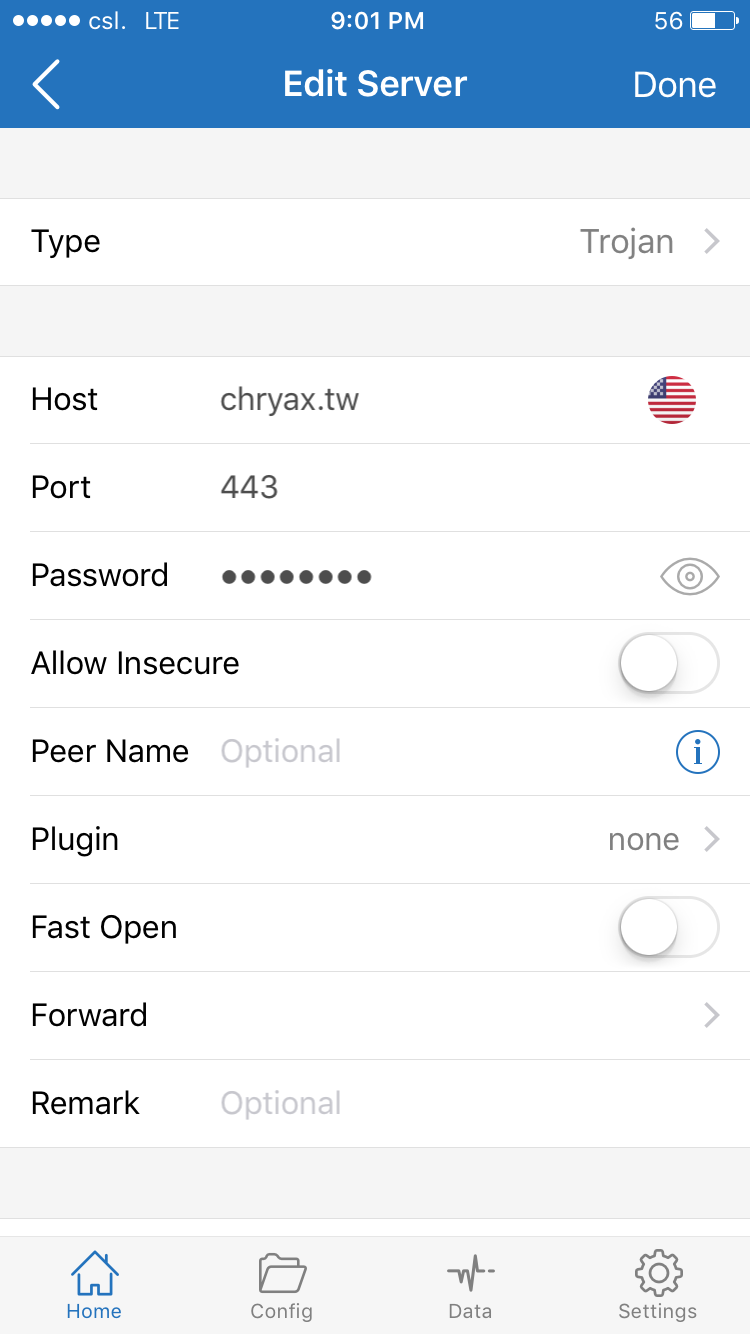 csl. LTE 9:01 PM 56
Edit Server Done
Type Trojan
Host chryax.tw
Port 443
Password ●●●●●●●●
Allow Insecure
Peer Name Optional
Plugin none
Fast Open
Forward
Remark Optional
Home Config Data Settings